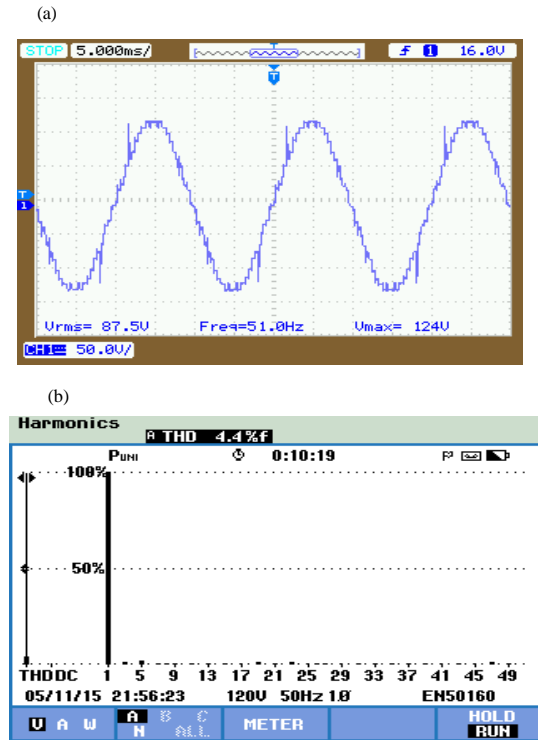 (a)
STOP 5.000ms/ T 1 16.0V
T
T
1
Vrms= 87.5V Freq=51.0Hz Vmax= 124V
CH1 50.0V/
(b)
Harmonics
A THD 4.4%f
PUNI 0:10:19
100%
50%
THDDC 1 5 9 13 17 21 25 29 33 37 41 45 49
05/11/15 21:56:23 120V 50Hz 1Ø EN50160
V A W A B C N ALL METER HOLD RUN